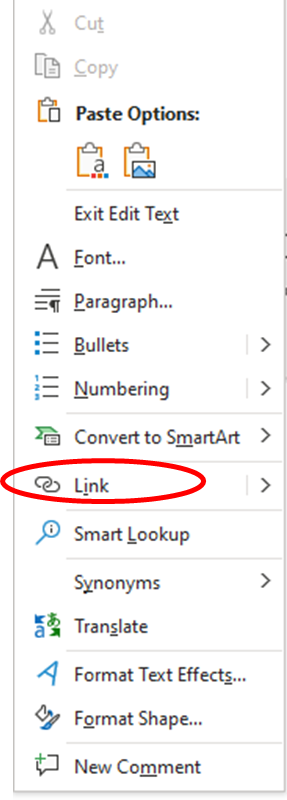 Cut
Copy
Paste Options:
Exit Edit Text
Font...
Paragraph...
Bullets
Numbering
Convert to SmartArt
Link
Smart Lookup
Synonyms
Translate
Format Text Effects...
Format Shape...
New Comment